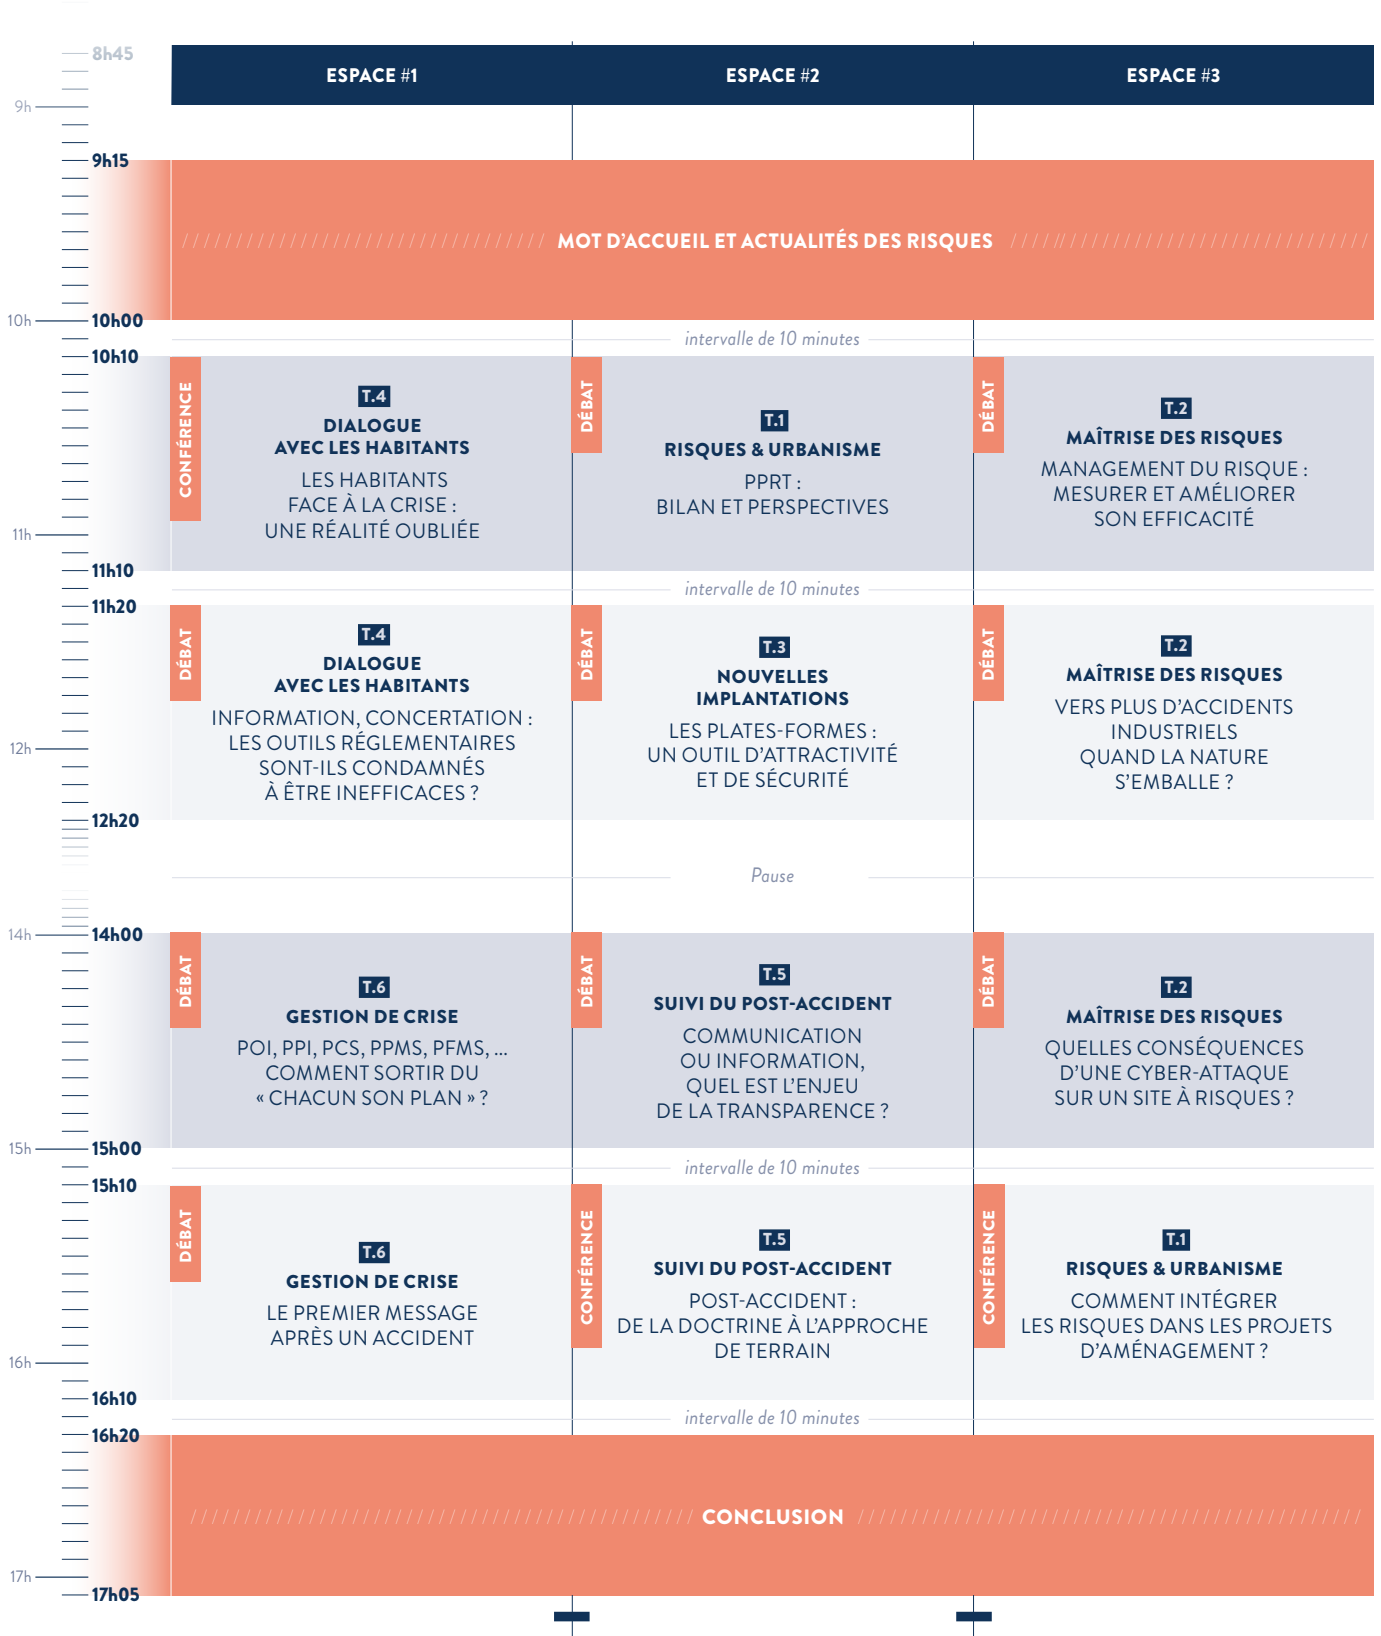 8h45
ESPACE #1
ESPACE #2
ESPACE #3
9h
9h15
MOT D'ACCUEIL ET ACTUALITÉS DES RISQUES
10h
10h00
intervalle de 10 minutes
10h10
CONFÉRENCE
T.4
DIALOGUE
AVEC LES HABITANTS
LES HABITANTS
FACE À LA CRISE :
UNE RÉALITÉ OUBLIÉE
DÉBAT
T.1
RISQUES & URBANISME
PPRT :
BILAN ET PERSPECTIVES
DÉBAT
T.2
MAÎTRISE DES RISQUES
MANAGEMENT DU RISQUE :
MESURER ET AMÉLIORER
SON EFFICACITÉ
11h
11h10
intervalle de 10 minutes
11h20
DÉBAT
T.4
DIALOGUE
AVEC LES HABITANTS
INFORMATION, CONCERTATION :
LES OUTILS RÉGLEMENTAIRES
SONT-ILS CONDAMNÉS
À ÊTRE INEFFICACES ?
DÉBAT
T.3
NOUVELLES
IMPLANTATIONS
LES PLATES-FORMES :
UN OUTIL D'ATTRACTIVITÉ
ET DE SÉCURITÉ
DÉBAT
T.2
MAÎTRISE DES RISQUES
VERS PLUS D'ACCIDENTS
INDUSTRIELS
QUAND LA NATURE
S'EMBALLE ?
12h
12h20
Pause
14h
14h00
DÉBAT
T.6
GESTION DE CRISE
POI, PPI, PCS, PPMS, PFMS, ...
COMMENT SORTIR DU
« CHACUN SON PLAN » ?
DÉBAT
T.5
SUIVI DU POST-ACCIDENT
COMMUNICATION
OU INFORMATION,
QUEL EST L'ENJEU
DE LA TRANSPARENCE ?
DÉBAT
T.2
MAÎTRISE DES RISQUES
QUELLES CONSÉQUENCES
D'UNE CYBER-ATTAQUE
SUR UN SITE À RISQUES ?
15h
15h00
intervalle de 10 minutes
15h10
DÉBAT
T.6
GESTION DE CRISE
LE PREMIER MESSAGE
APRÈS UN ACCIDENT
CONFÉRENCE
T.5
SUIVI DU POST-ACCIDENT
POST-ACCIDENT :
DE LA DOCTRINE À L'APPROCHE
DE TERRAIN
CONFÉRENCE
T.1
RISQUES & URBANISME
COMMENT INTÉGRER
LES RISQUES DANS LES PROJETS
D'AMÉNAGEMENT ?
16h
16h10
intervalle de 10 minutes
16h20
CONCLUSION
17h
17h05